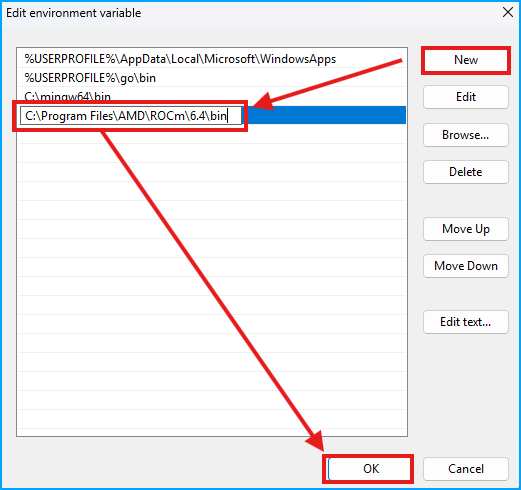 Edit environment variable
%USERPROFILE%\AppData\Local\Microsoft\WindowsApps
%USERPROFILE%\go\bin
C:\mingw64\bin
C:\Program Files\AMD\ROCm\6.4\bin
New
Edit
Browse...
Delete
Move Up
Move Down
Edit text...
OK
Cancel